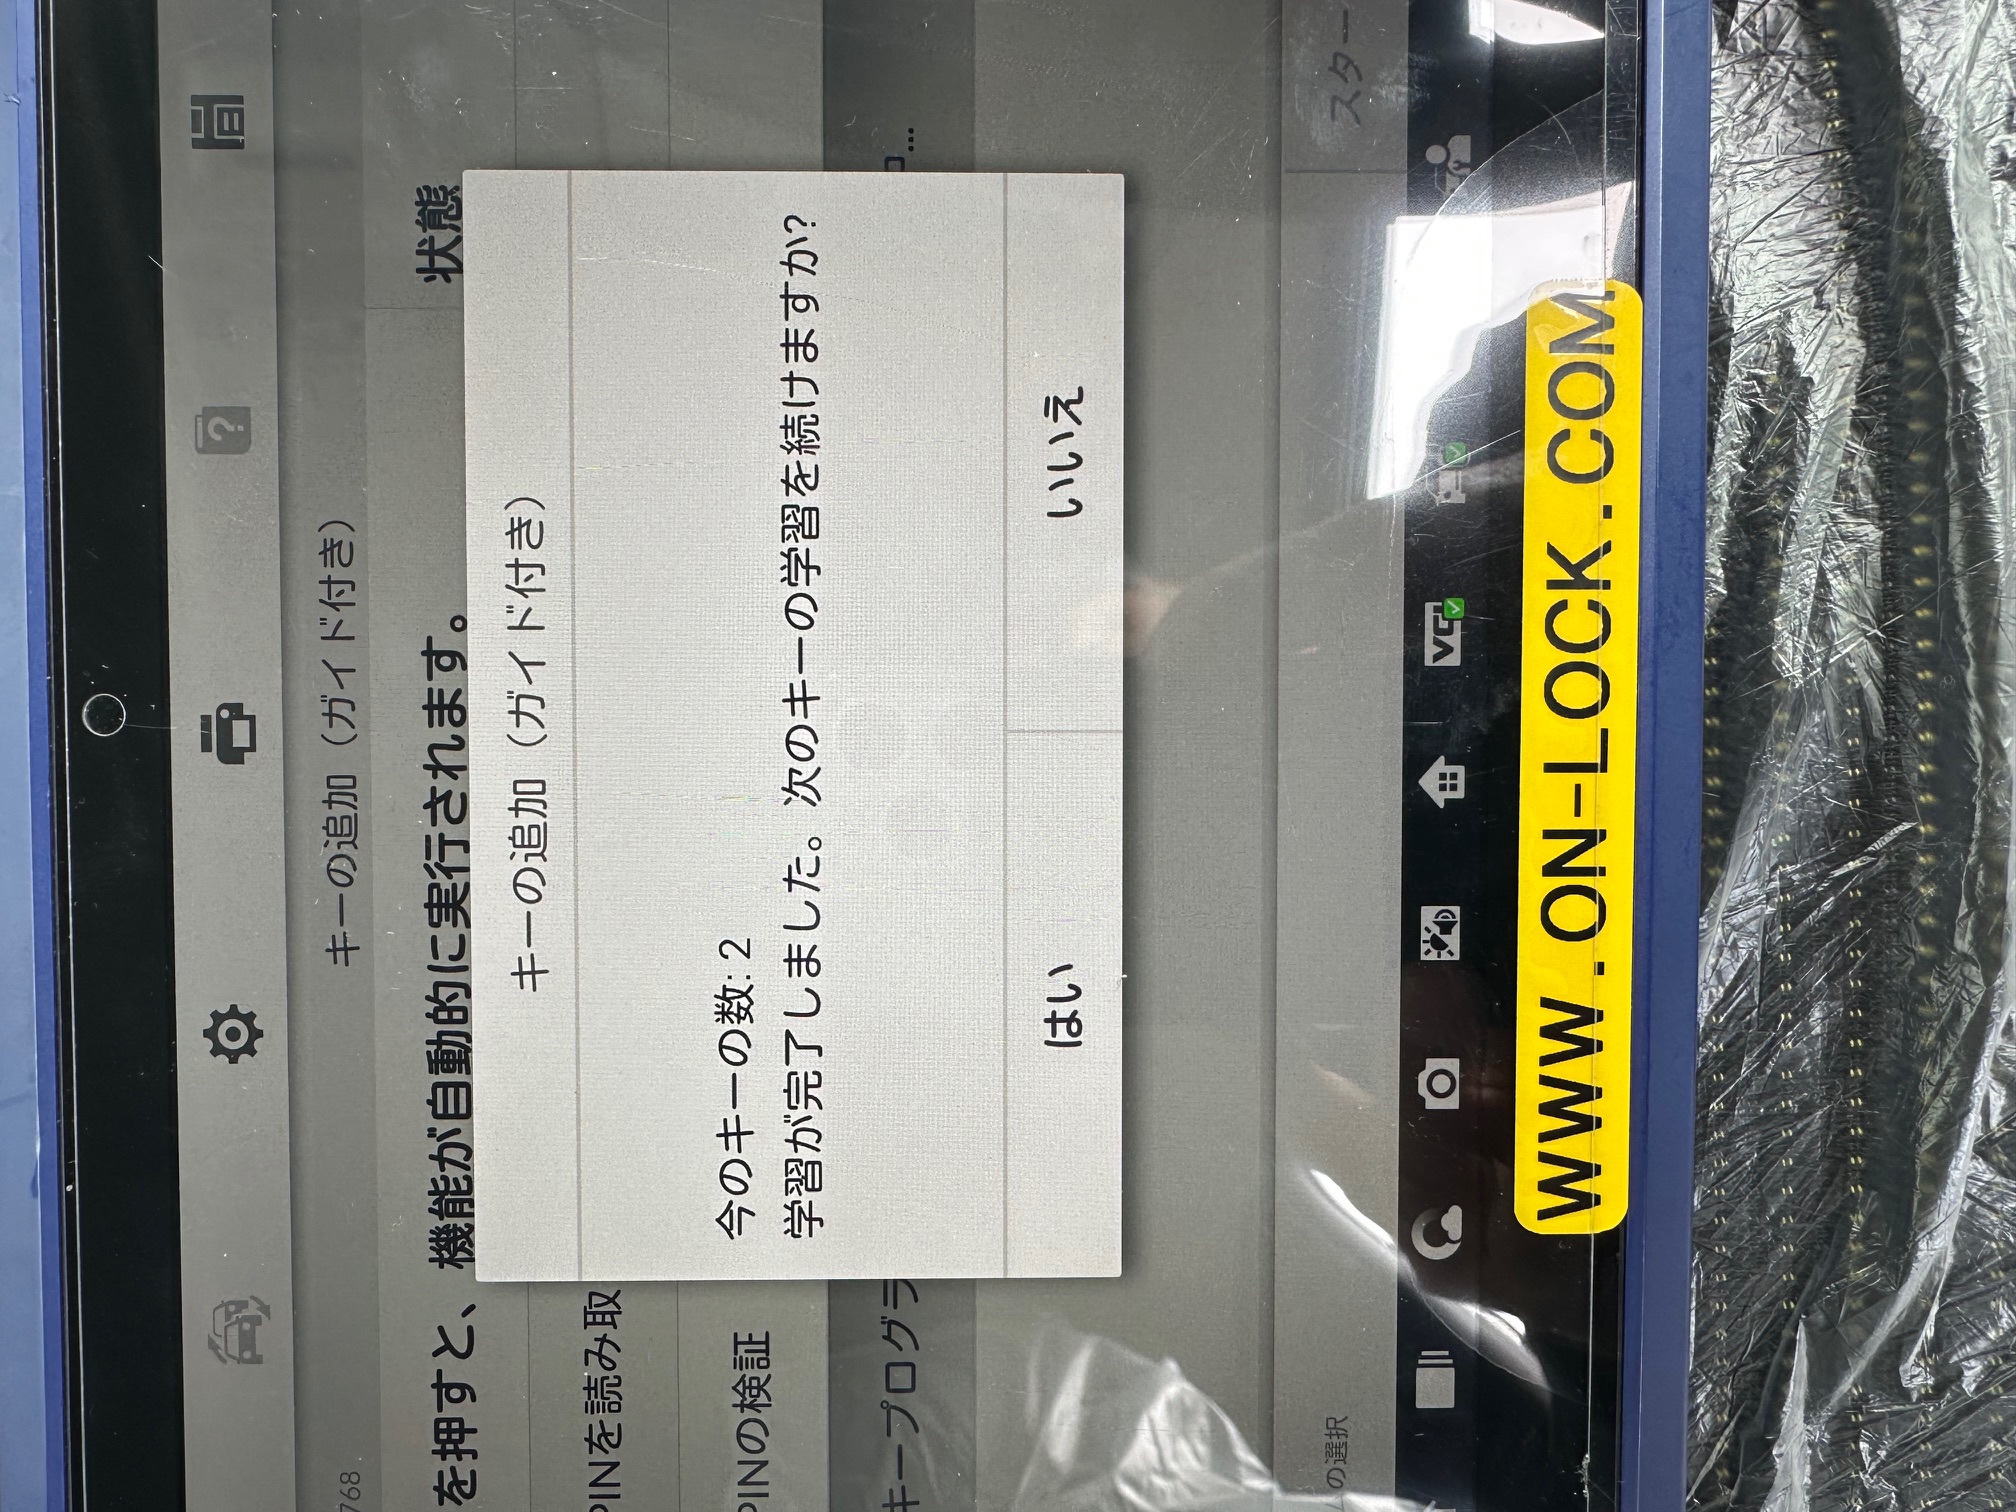 キーの追加（ガイド付き）
768
を押すと、機能が自動的に実行されます。
状態
キーの追加（ガイド付き）
今のキーの数: 2
学習が完了しました。次のキーの学習を続けますか?
はい
いいえ
PINを読み取
PINの検証
キープログラ
の選択
スター
VCI
WWW.ON-LOCK.COM